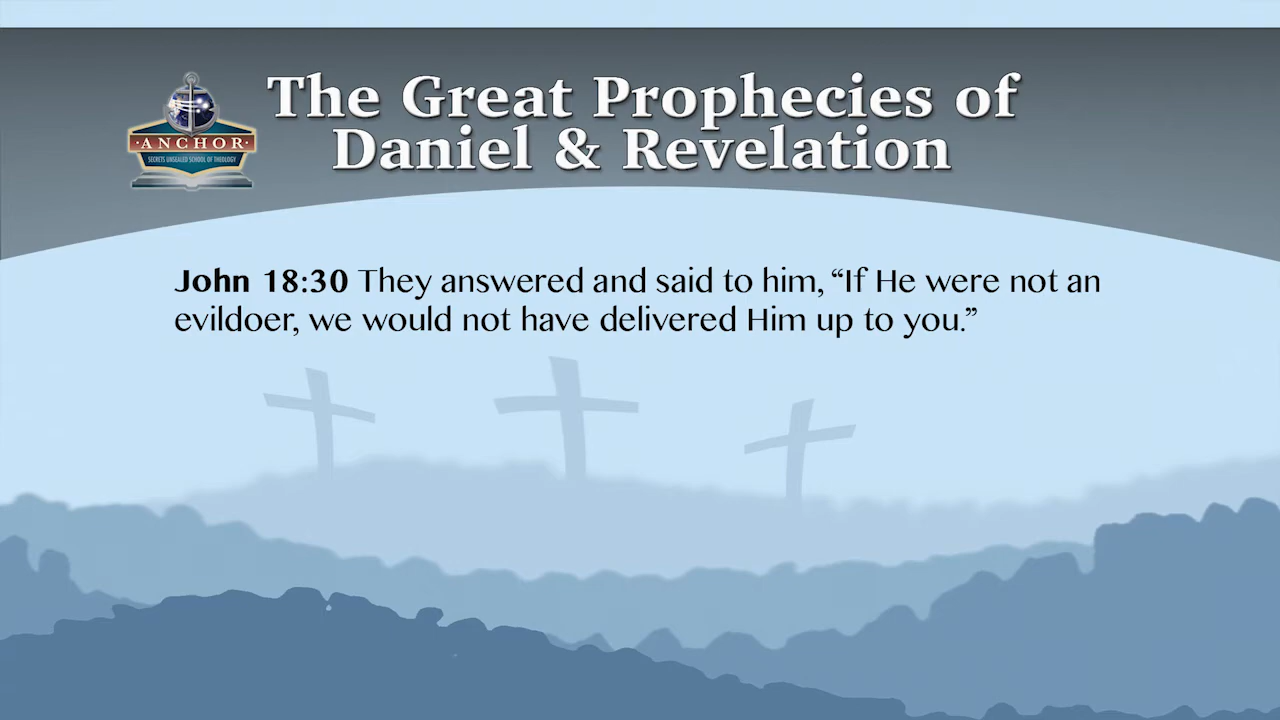 The Great Prophecies of
Daniel & Revelation
·ANCHOR·
SECRETS UNSEALED SCHOOL OF THEOLOGY
John 18:30 They answered and said to him, “If He were not an
evildoer, we would not have delivered Him up to you.”